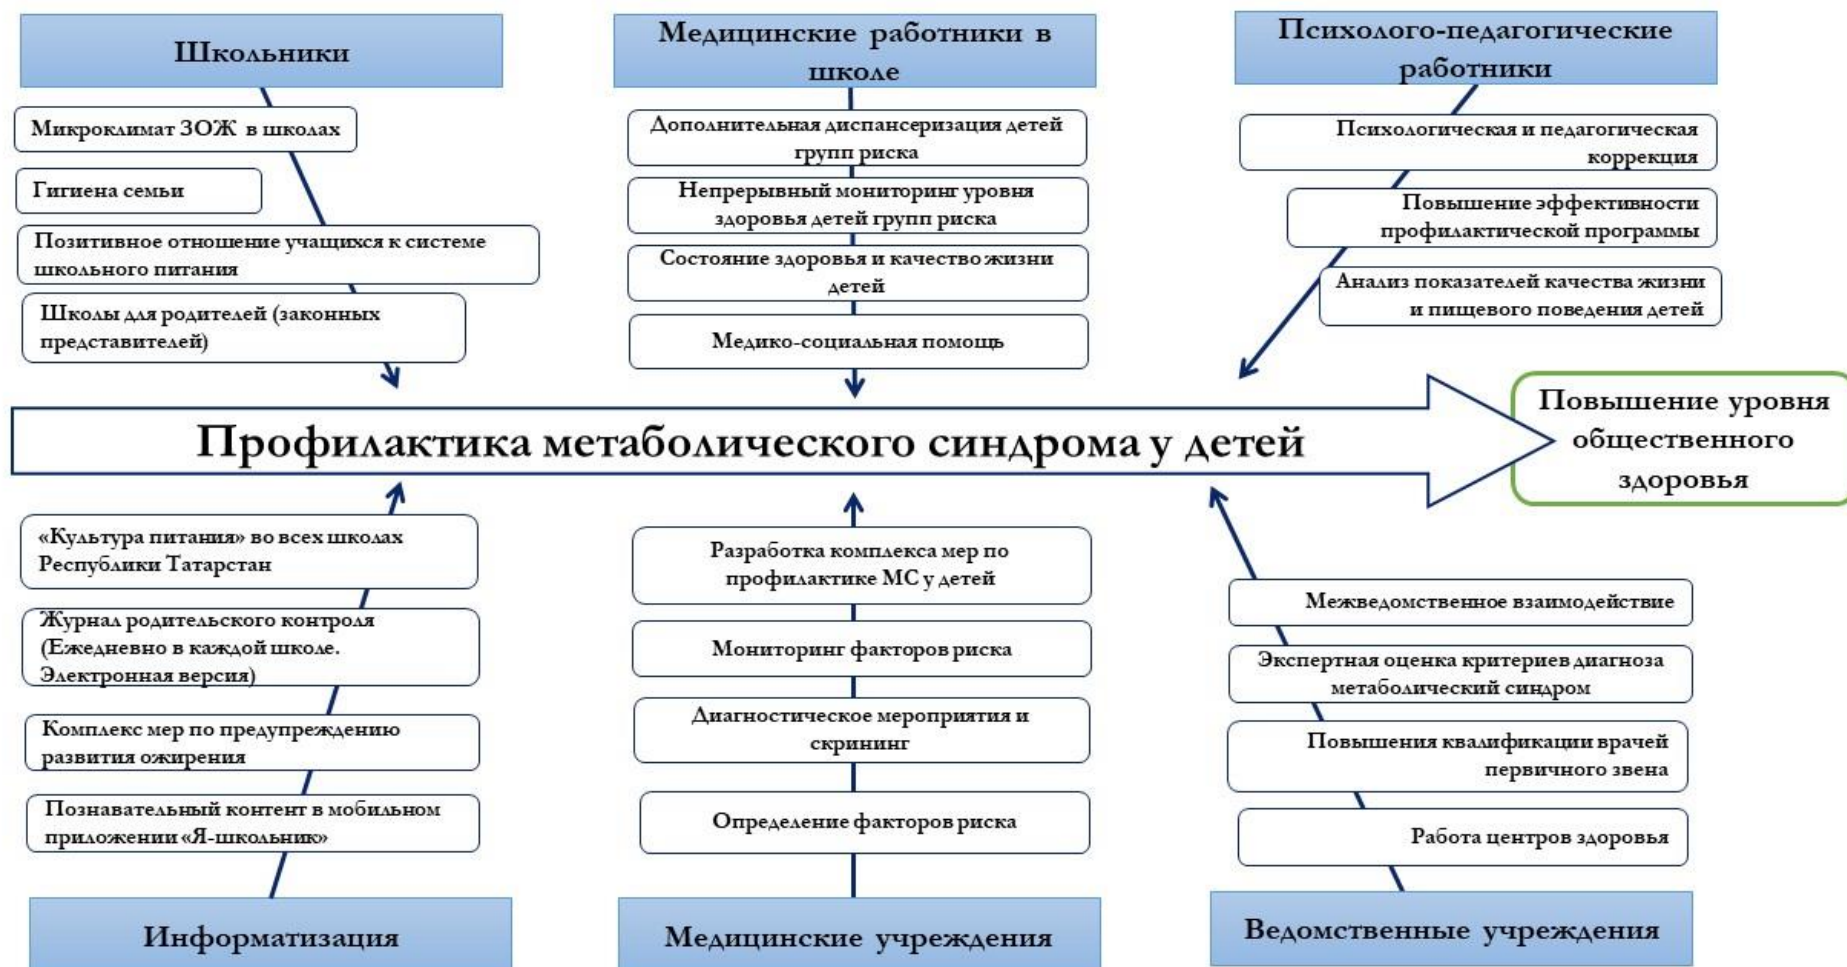 Школьники
Микроклимат ЗОЖ в школах
Гигиена семьи
Позитивное отношение учащихся к системе
школьного питания
Школы для родителей (законных
представителей)
Медицинские работники в
школе
Дополнительная диспансеризация детей
групп риска
Непрерывный мониторинг уровня
здоровья детей групп риска
Состояние здоровья и качество жизни
детей
Медико-социальная помощь
Психолого-педагогические
работники
Психологическая и педагогическая
коррекция
Повышение эффективности
профилактической программы
Анализ показателей качества жизни
и пищевого поведения детей
Профилактика метаболического синдрома у детей
Повышение уровня
общественного
здоровья
«Культура питания» во всех школах
Республики Татарстан
Журнал родительского контроля
(Ежедневно в каждой школе.
Электронная версия)
Комплекс мер по предупреждению
развития ожирения
Познавательный контент в мобильном
приложении «Я-школьник»
Информатизация
Разработка комплекса мер по
профилактике МС у детей
Мониторинг факторов риска
Диагностическое мероприятия и
скрининг
Определение факторов риска
Медицинские учреждения
Межведомственное взаимодействие
Экспертная оценка критериев диагноза
метаболический синдром
Повышения квалификации врачей
первичного звена
Работа центров здоровья
Ведомственные учреждения